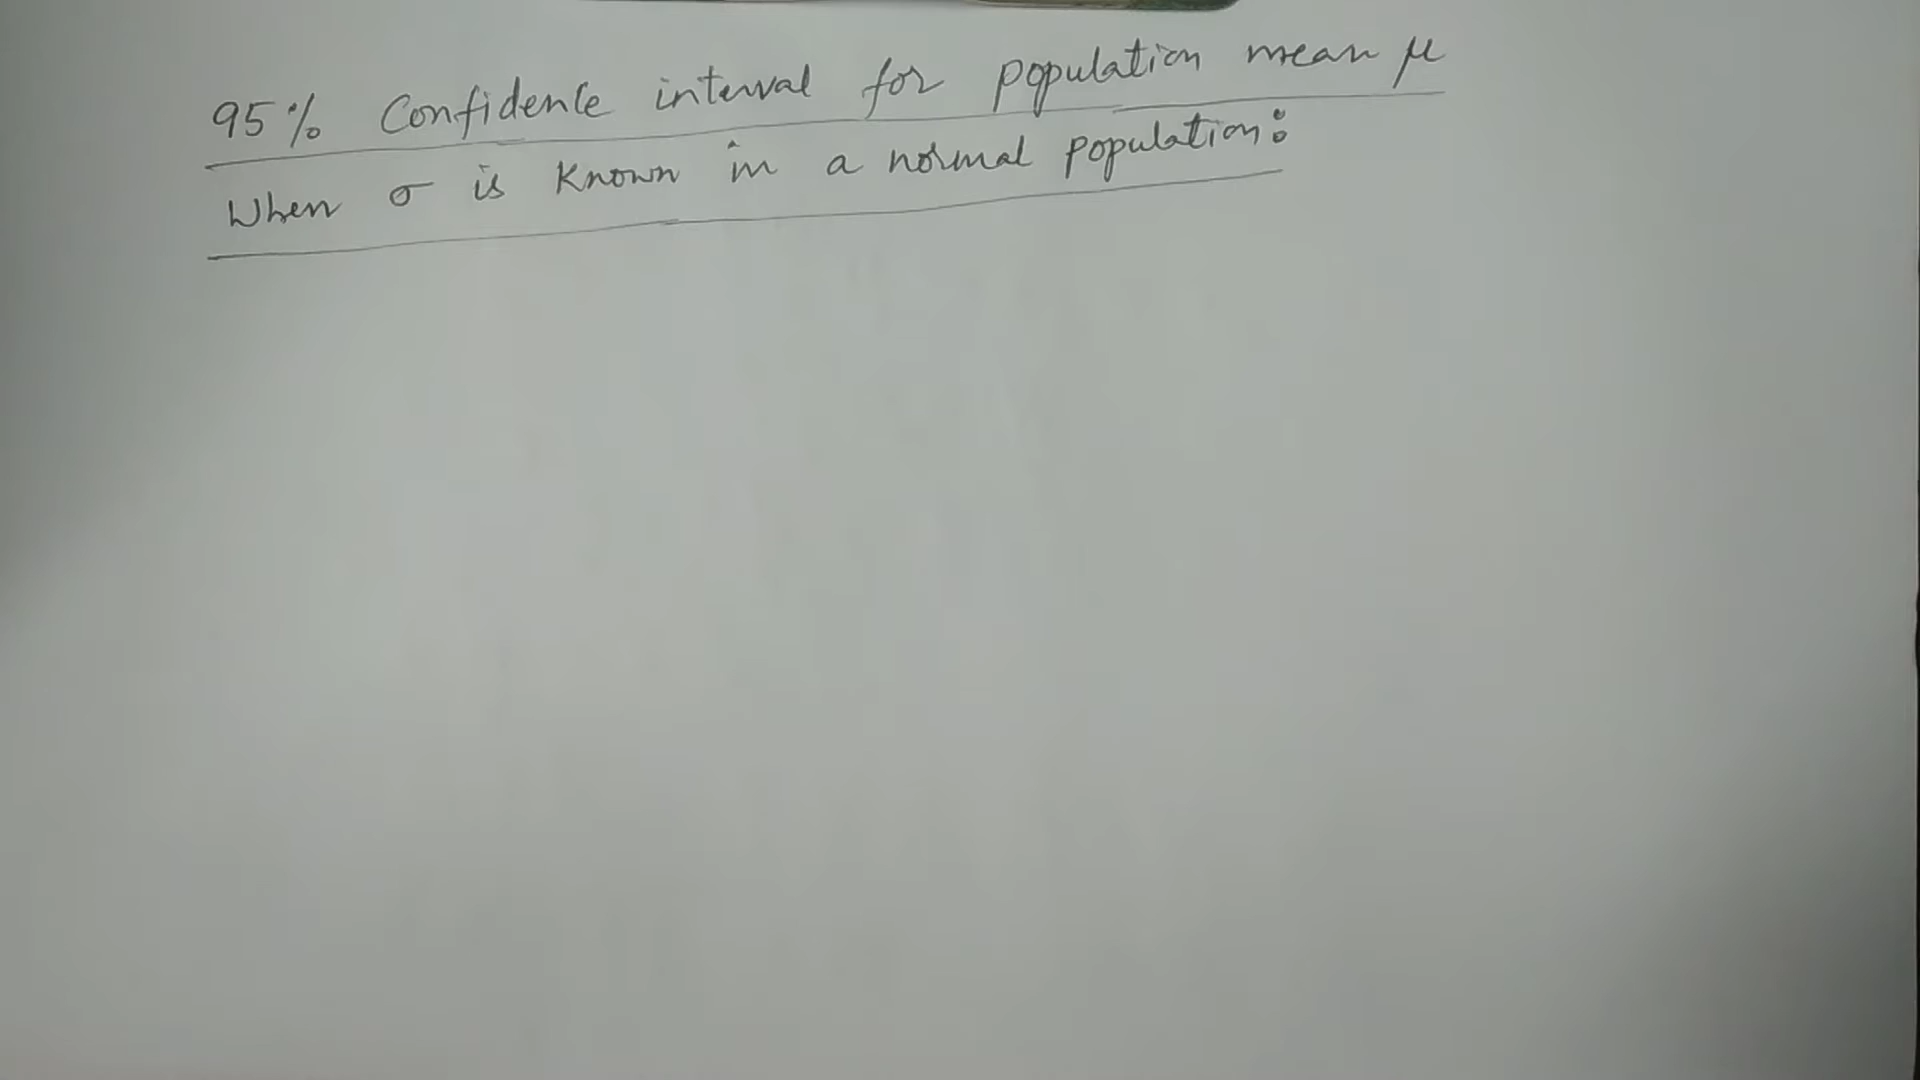 95% Confidence interval for population mean μ
When σ is known in a normal population: